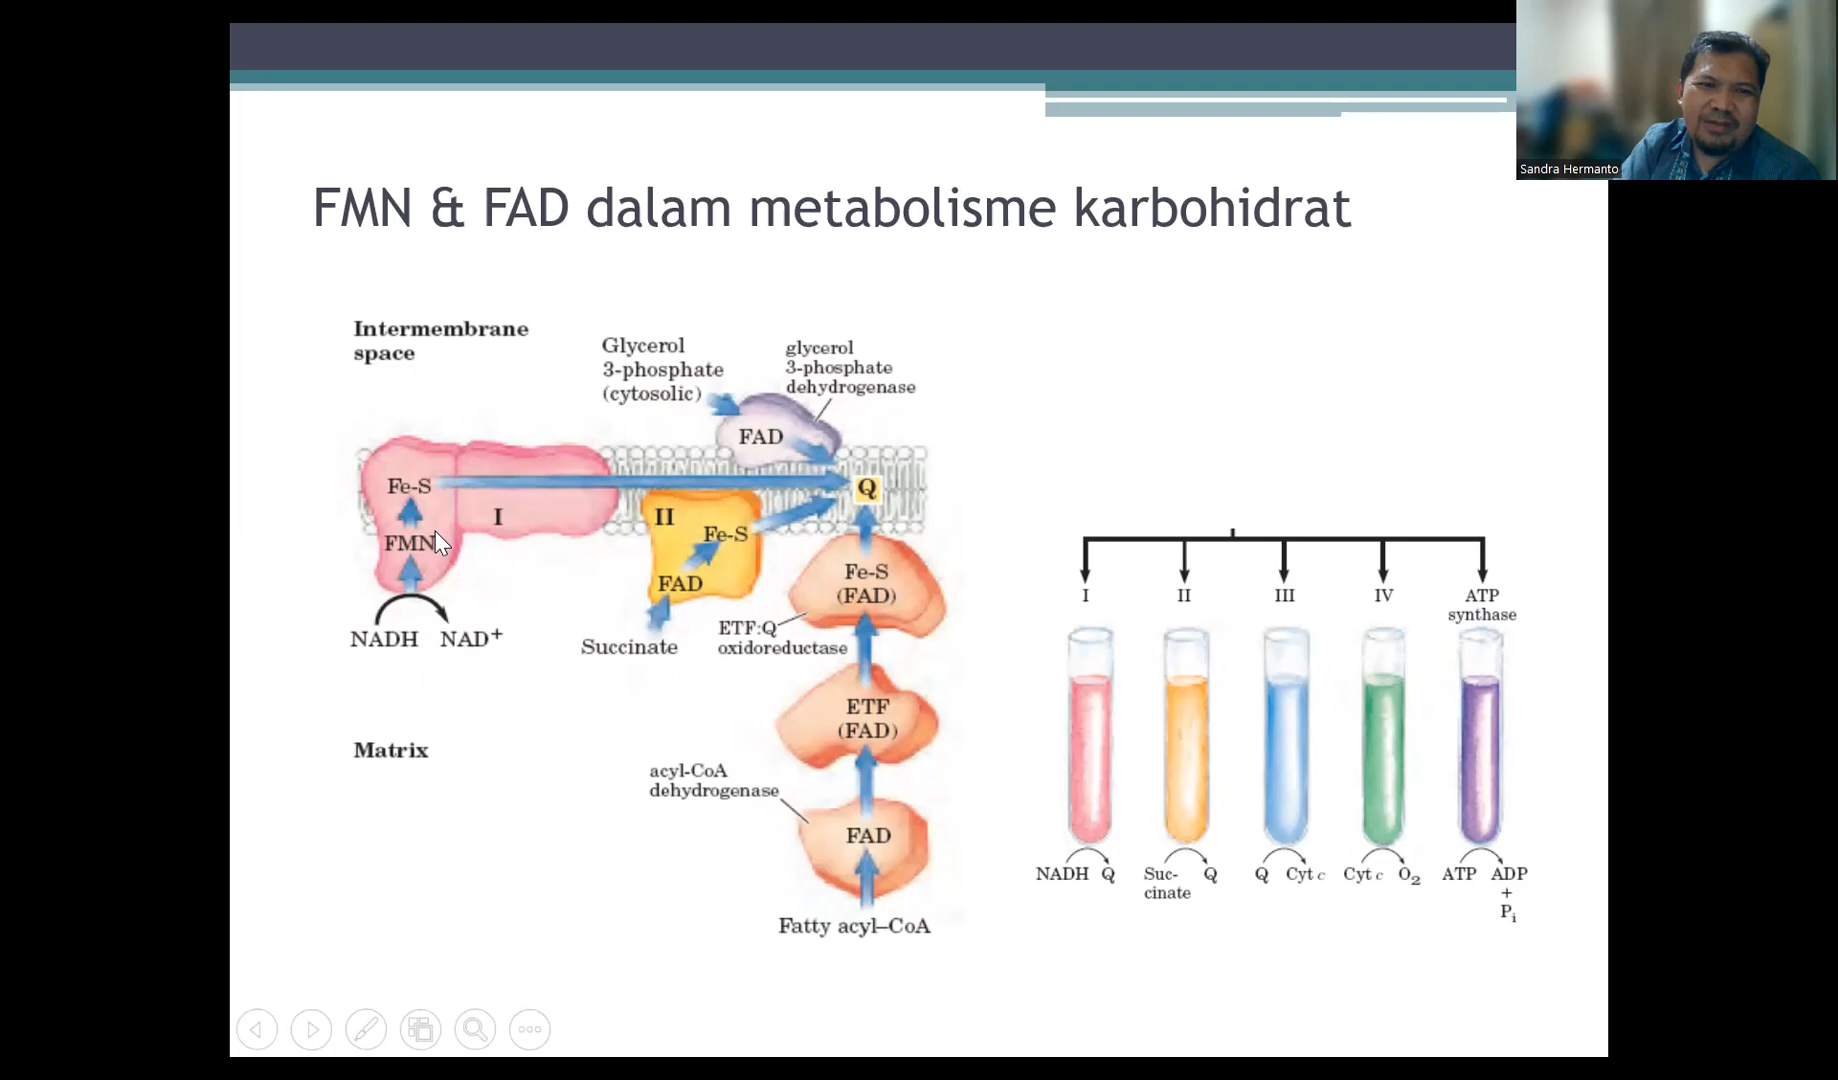 Sandra Hermanto
FMN & FAD dalam metabolisme karbohidrat
Intermembrane
space
Glycerol
3-phosphate
(cytosolic)
glycerol
3-phosphate
dehydrogenase
FAD
Fe-S
Q
I
II
Fe-S
FMN
FAD
Fe-S
(FAD)
NADH NAD+
Succinate
ETF:Q
oxidoreductase
ETF
(FAD)
Matrix
acyl-CoA
dehydrogenase
FAD
Fatty acyl–CoA
I II III IV ATP
synthase
NADH Q
Suc-
cinate
Q
Q Cyt c
Cyt c O2
ATP ADP
+
Pi